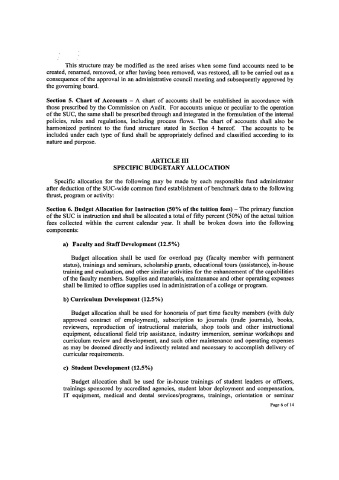 This structure may be modified as the need arises when some fund accounts need to be
created, renamed, removed, or after having been removed, was restored, all to be carried out as a
consequence of the approval in an administrative council meeting and subsequently approved by
the governing board.
Section 5. Chart of Accounts – A chart of accounts shall be established in accordance with
those prescribed by the Commission on Audit. For accounts unique or peculiar to the operation
of the SUC, the same shall be prescribed through and integrated in the formulation of the internal
policies, rules and regulations, including process flows. The chart of accounts shall also be
harmonized pertinent to the fund structure stated in Section 4 hereof. The accounts to be
included under each type of fund shall be appropriately defined and classified according to its
nature and purpose.
ARTICLE III
SPECIFIC BUDGETARY ALLOCATION
Specific allocation for the following may be made by each responsible fund administrator
after deduction of the SUC-wide common fund establishment of benchmark data to the following
thrust, program or activity:
Section 6. Budget Allocation for Instruction (50% of the tuition fees) – The primary function
of the SUC is instruction and shall be allocated a total of fifty percent (50%) of the actual tuition
fees collected within the current calendar year. It shall be broken down into the following
components:
a) Faculty and Staff Development (12.5%)
Budget allocation shall be used for overload pay (faculty member with permanent
status), trainings and seminars, scholarship grants, educational tours (assistance), in-house
training and evaluation, and other similar activities for the enhancement of the capabilities
of the faculty members. Supplies and materials, maintenance and other operating expenses
shall be limited to office supplies used in administration of a college or program.
b) Curriculum Development (12.5%)
Budget allocation shall be used for honoraria of part time faculty members (with duly
approved contract of employment), subscription to journals (trade journals), books,
reviewers, reproduction of instructional materials, shop tools and other instructional
equipment, educational field trip assistance, industry immersion, seminar workshops and
curriculum review and development, and such other maintenance and operating expenses
as may be deemed directly and indirectly related and necessary to accomplish delivery of
curricular requirements.
c) Student Development (12.5%)
Budget allocation shall be used for in-house trainings of student leaders or officers,
trainings sponsored by accredited agencies, student labor deployment and compensation,
IT equipment, medical and dental services/programs, trainings, orientation or seminar
Page 6 of 14